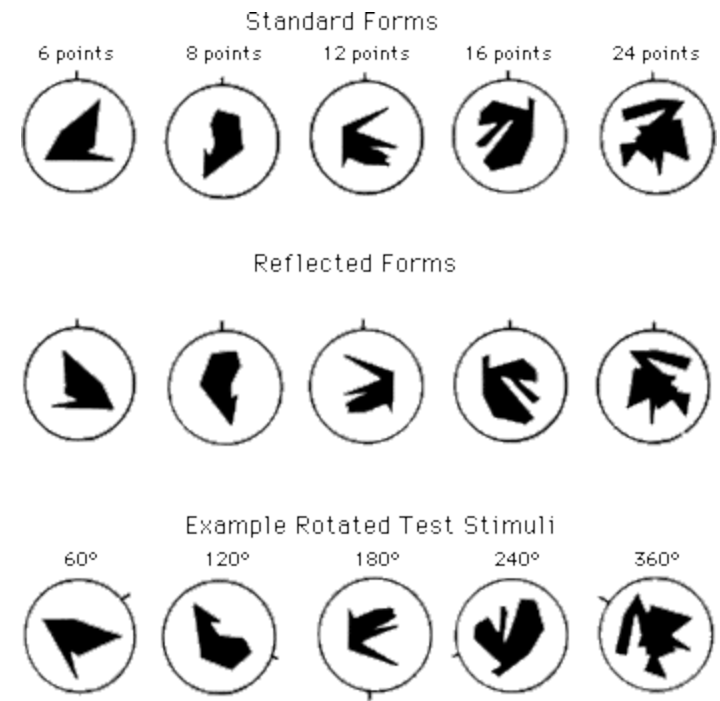 Standard Forms
6 points 8 points 12 points 16 points 24 points
Reflected Forms
Example Rotated Test Stimuli
60° 120° 180° 240° 360°